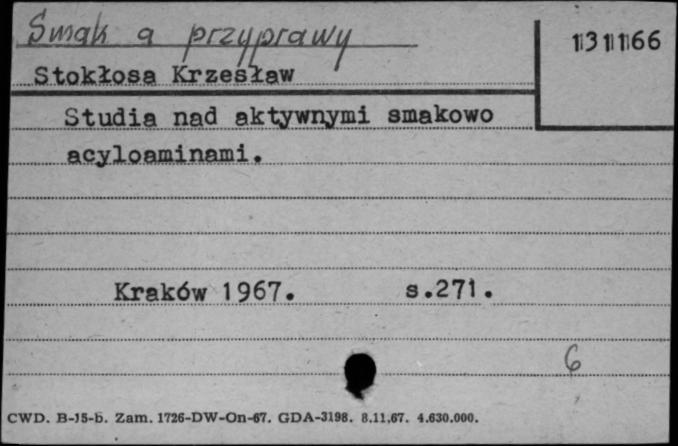 Smak a przyprawy
131166
Stokłosa Krzesław
Studia nad aktywnymi smakowo
acyloaminami.
Kraków 1967. s.271.
6
CWD. B-15-b. Zam. 1726-DW-On-67. GDA-3198. 8.11.67. 4.630.000.